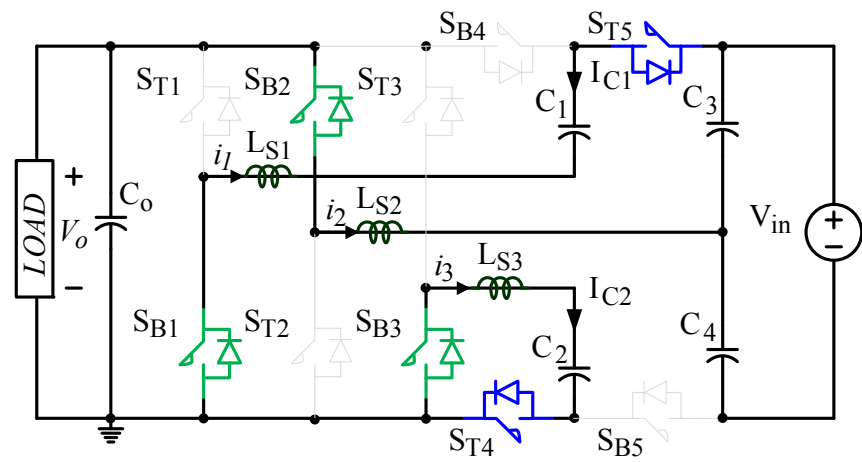 S_B4
S_T5
S_T1
S_B2
S_T3
I_C1
C_1
C_3
i_1
L_S1
LOAD
+
V_o
−
C_o
i_2
L_S2
V_in
+
−
i_3
L_S3
I_C2
S_B1
S_T2
S_B3
C_2
C_4
S_T4
S_B5